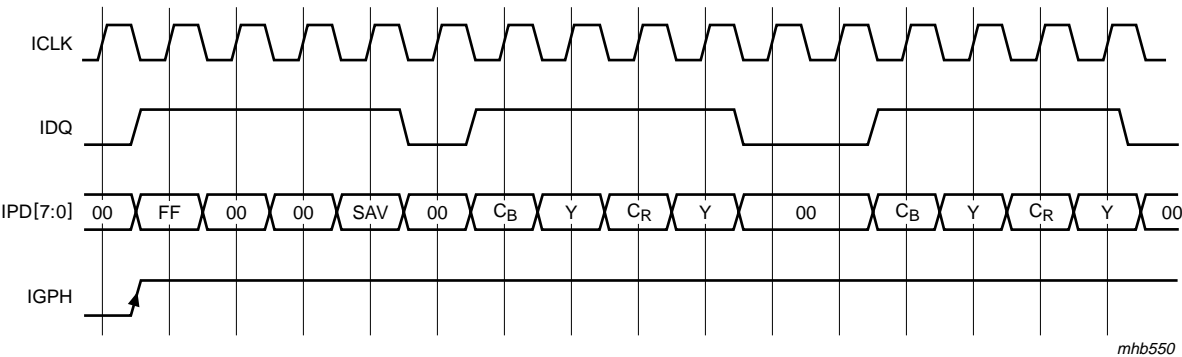 ICLK
IDQ
IPD[7:0] 00 FF 00 00 SAV 00 CB Y CR Y 00 CB Y CR Y 00
IGPH
mhb550